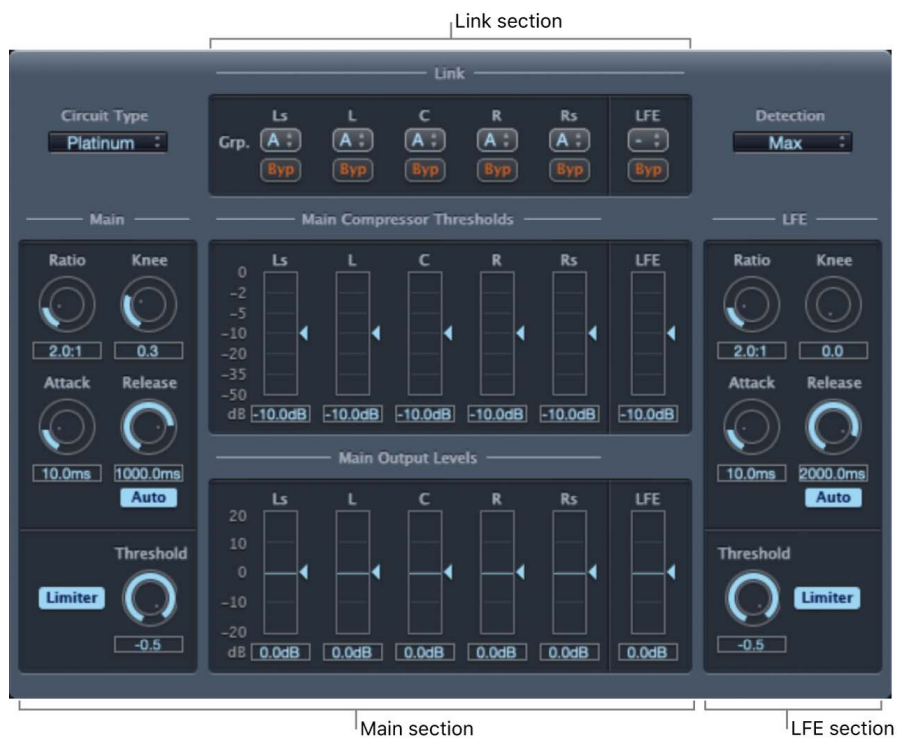 Link section
Link
Circuit Type
Platinum
Ls L C R Rs LFE
Grp. A A A A A -
Byp Byp Byp Byp Byp Byp
Detection
Max
Main
Main Compressor Thresholds
LFE
Ratio Knee
2.0:1 0.3
Attack Release
10.0ms 1000.0ms
Auto
Threshold
Limiter
-0.5
Ls L C R Rs LFE
0
-2
-5
-10
-20
-35
-50
dB -10.0dB -10.0dB -10.0dB -10.0dB -10.0dB -10.0dB
Main Output Levels
Ls L C R Rs LFE
20
10
0
-10
-20
dB 0.0dB 0.0dB 0.0dB 0.0dB 0.0dB 0.0dB
Ratio Knee
2.0:1 0.0
Attack Release
10.0ms 2000.0ms
Auto
Threshold
Limiter
-0.5
Main section
LFE section